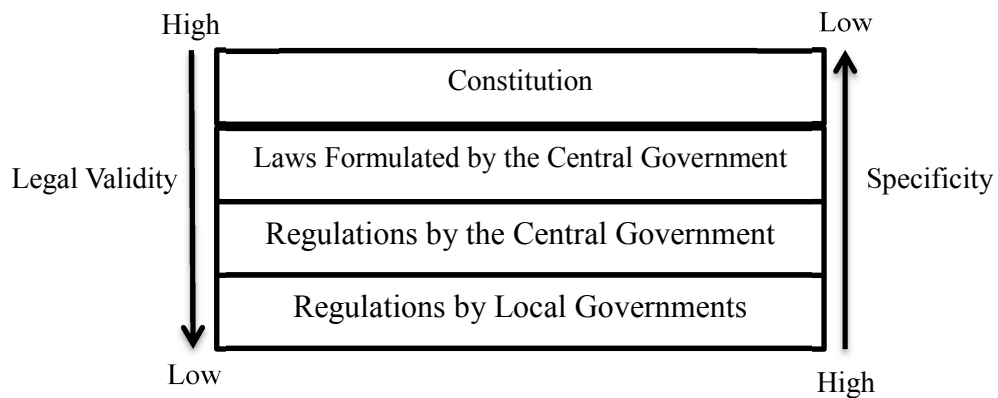 High
Low
Constitution
Laws Formulated by the Central Government
Legal Validity
Specificity
Regulations by the Central Government
Regulations by Local Governments
Low
High